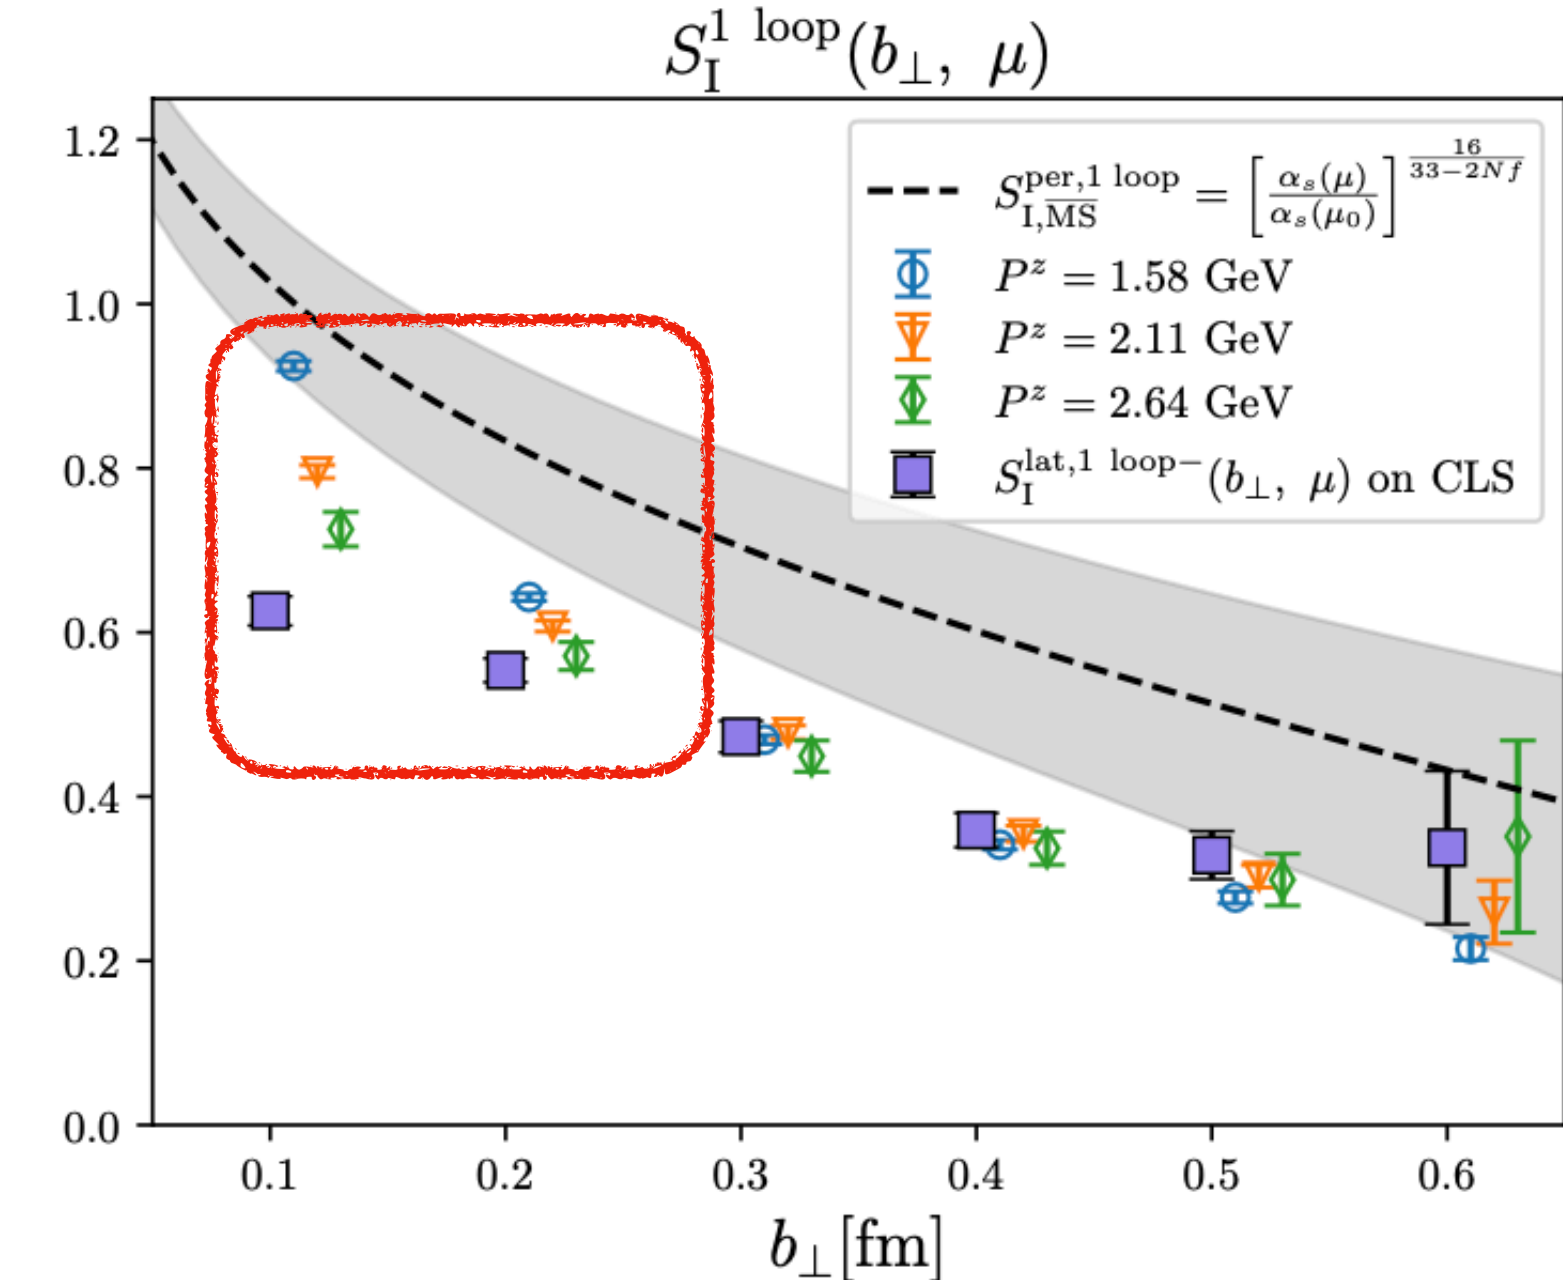 S_I^{1 loop}(b_⊥, μ)
S_{I,\overline{MS}}^{per,1 loop} = [α_s(μ)/α_s(μ_0)]^{16/(33−2Nf)}
P^z = 1.58 GeV
P^z = 2.11 GeV
P^z = 2.64 GeV
S_I^{lat,1 loop−}(b_⊥, μ) on CLS
1.2
1.0
0.8
0.6
0.4
0.2
0.0
0.1 0.2 0.3 0.4 0.5 0.6
b_⊥[fm]